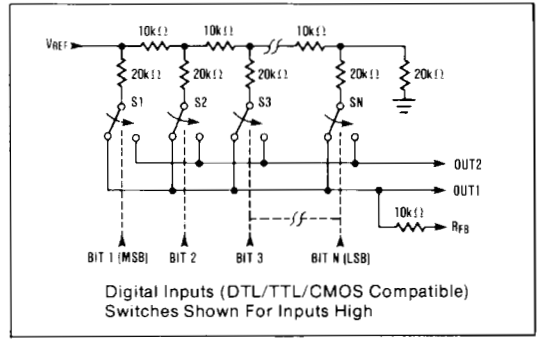 10kΩ 10kΩ 10kΩ
VREF
20kΩ 20kΩ 20kΩ 20kΩ 20kΩ
S1 S2 S3 SN
OUT2
OUT1
10kΩ
RFB
BIT 1 (MSB) BIT 2 BIT 3 BIT N (LSB)
Digital Inputs (DTL/TTL/CMOS Compatible)
Switches Shown For Inputs High